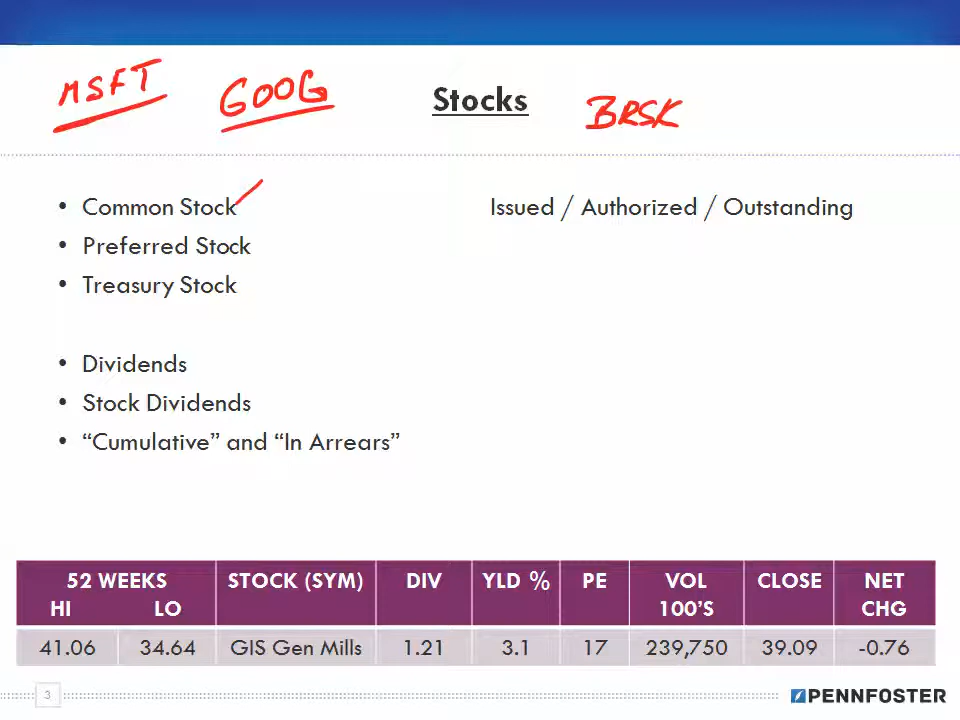 MSFT GOOG Stocks BRSK
• Common Stock Issued / Authorized / Outstanding
• Preferred Stock
• Treasury Stock
• Dividends
• Stock Dividends
• “Cumulative” and “In Arrears”
52 WEEKS STOCK (SYM) DIV YLD % PE VOL CLOSE NET
HI LO 100’S CHG
41.06 34.64 GIS Gen Mills 1.21 3.1 17 239,750 39.09 -0.76
3 PENNFOSTER